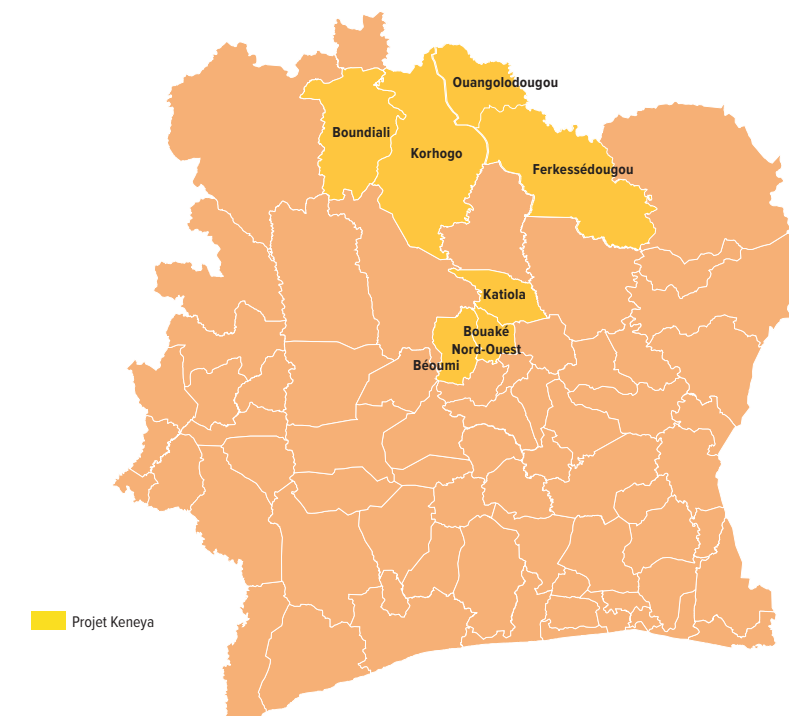 Ouangolodougou
Boundiali
Korhogo
Ferkessédougou
Katiola
Bouaké
Nord-Ouest
Béoumi
Projet Keneya